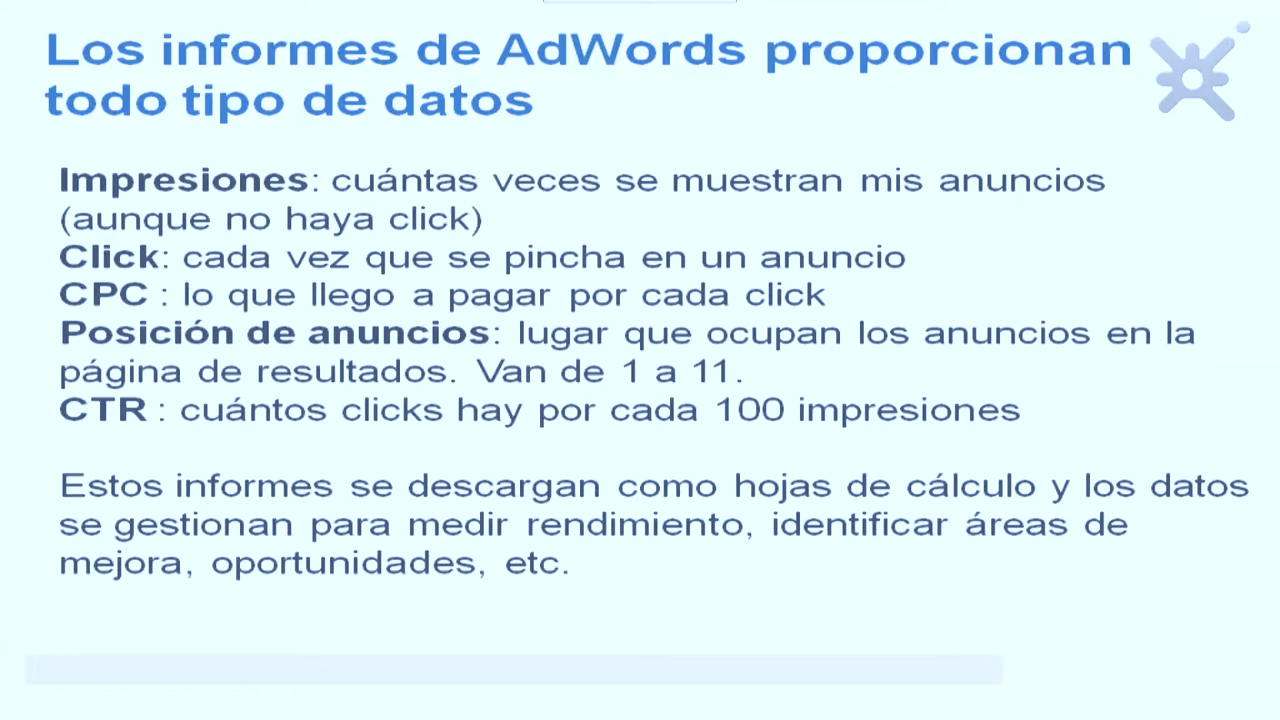 Los informes de AdWords proporcionan
todo tipo de datos
Impresiones: cuántas veces se muestran mis anuncios
(aunque no haya click)
Click: cada vez que se pincha en un anuncio
CPC : lo que llego a pagar por cada click
Posición de anuncios: lugar que ocupan los anuncios en la
página de resultados. Van de 1 a 11.
CTR : cuántos clicks hay por cada 100 impresiones
Estos informes se descargan como hojas de cálculo y los datos
se gestionan para medir rendimiento, identificar áreas de
mejora, oportunidades, etc.